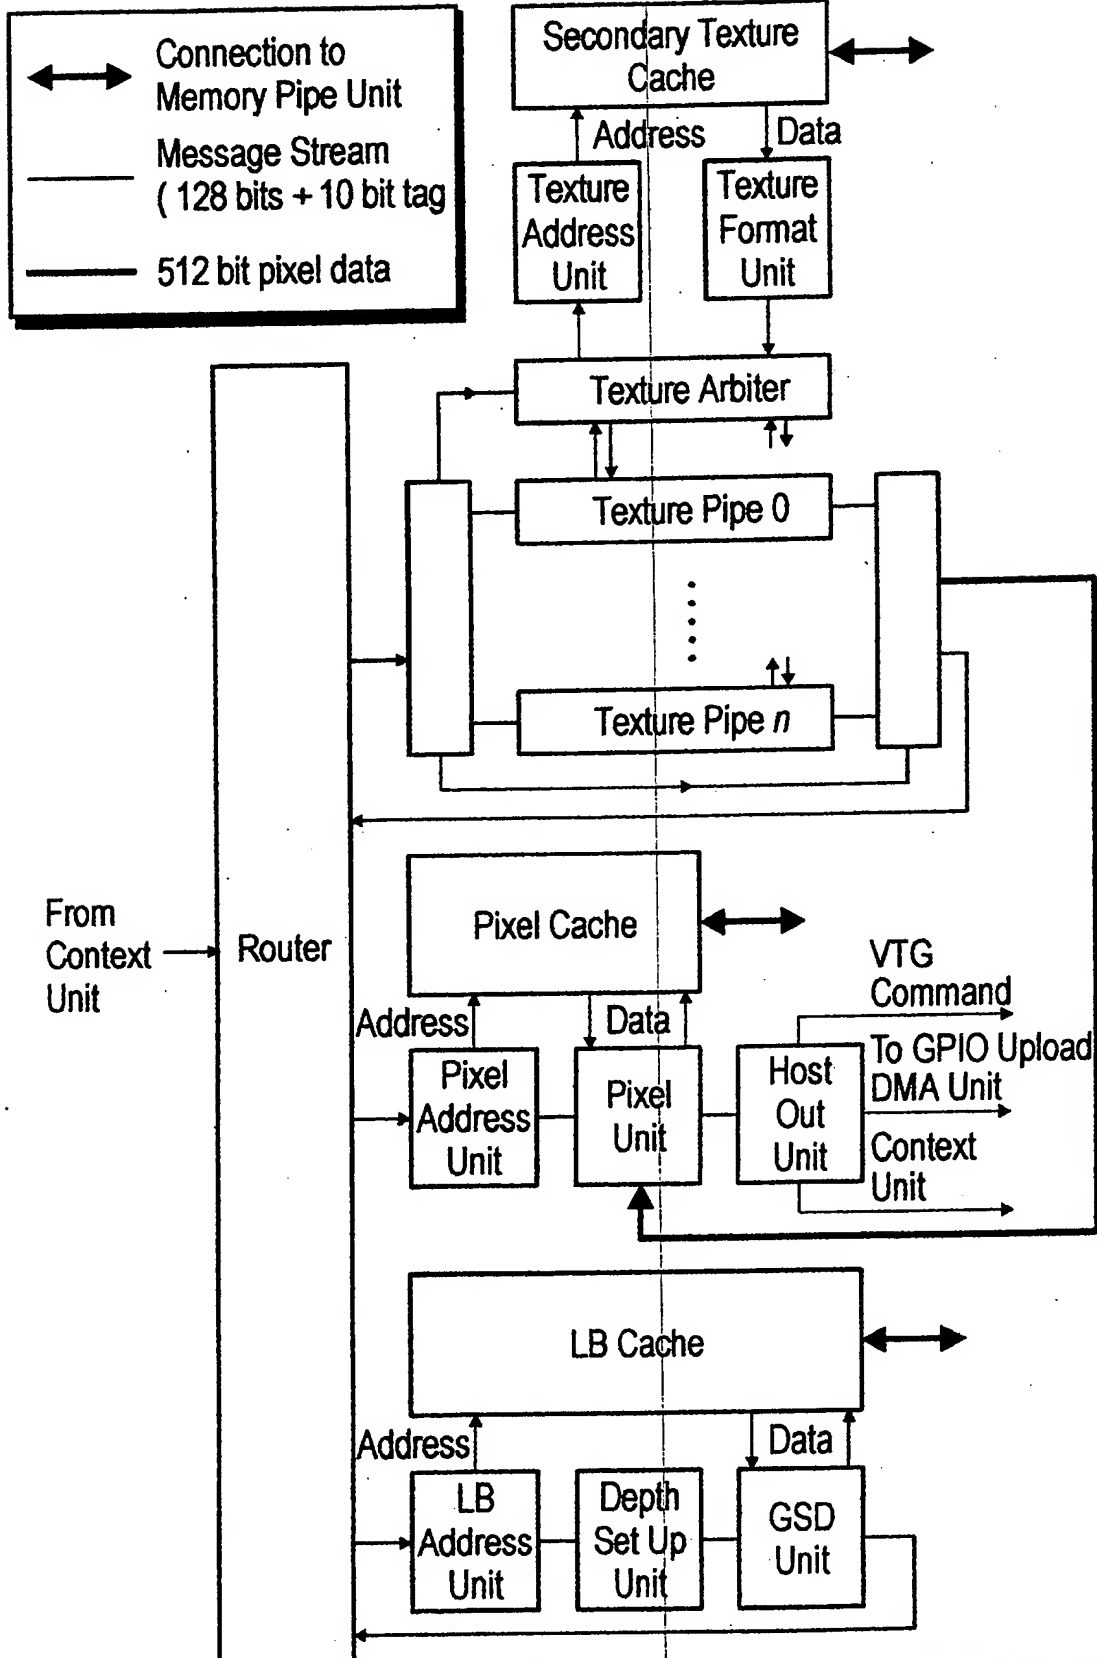 Connection to
Memory Pipe Unit
Message Stream
( 128 bits + 10 bit tag
512 bit pixel data
Secondary Texture
Cache
Address
Data
Texture
Address
Unit
Texture
Format
Unit
Texture Arbiter
Texture Pipe 0
Texture Pipe n
From
Context
Unit
Router
Pixel Cache
Address
Data
Pixel
Address
Unit
Pixel
Unit
Host
Out
Unit
VTG
Command
To GPIO Upload
DMA Unit
Context
Unit
LB Cache
Address
Data
LB
Address
Unit
Depth
Set Up
Unit
GSD
Unit